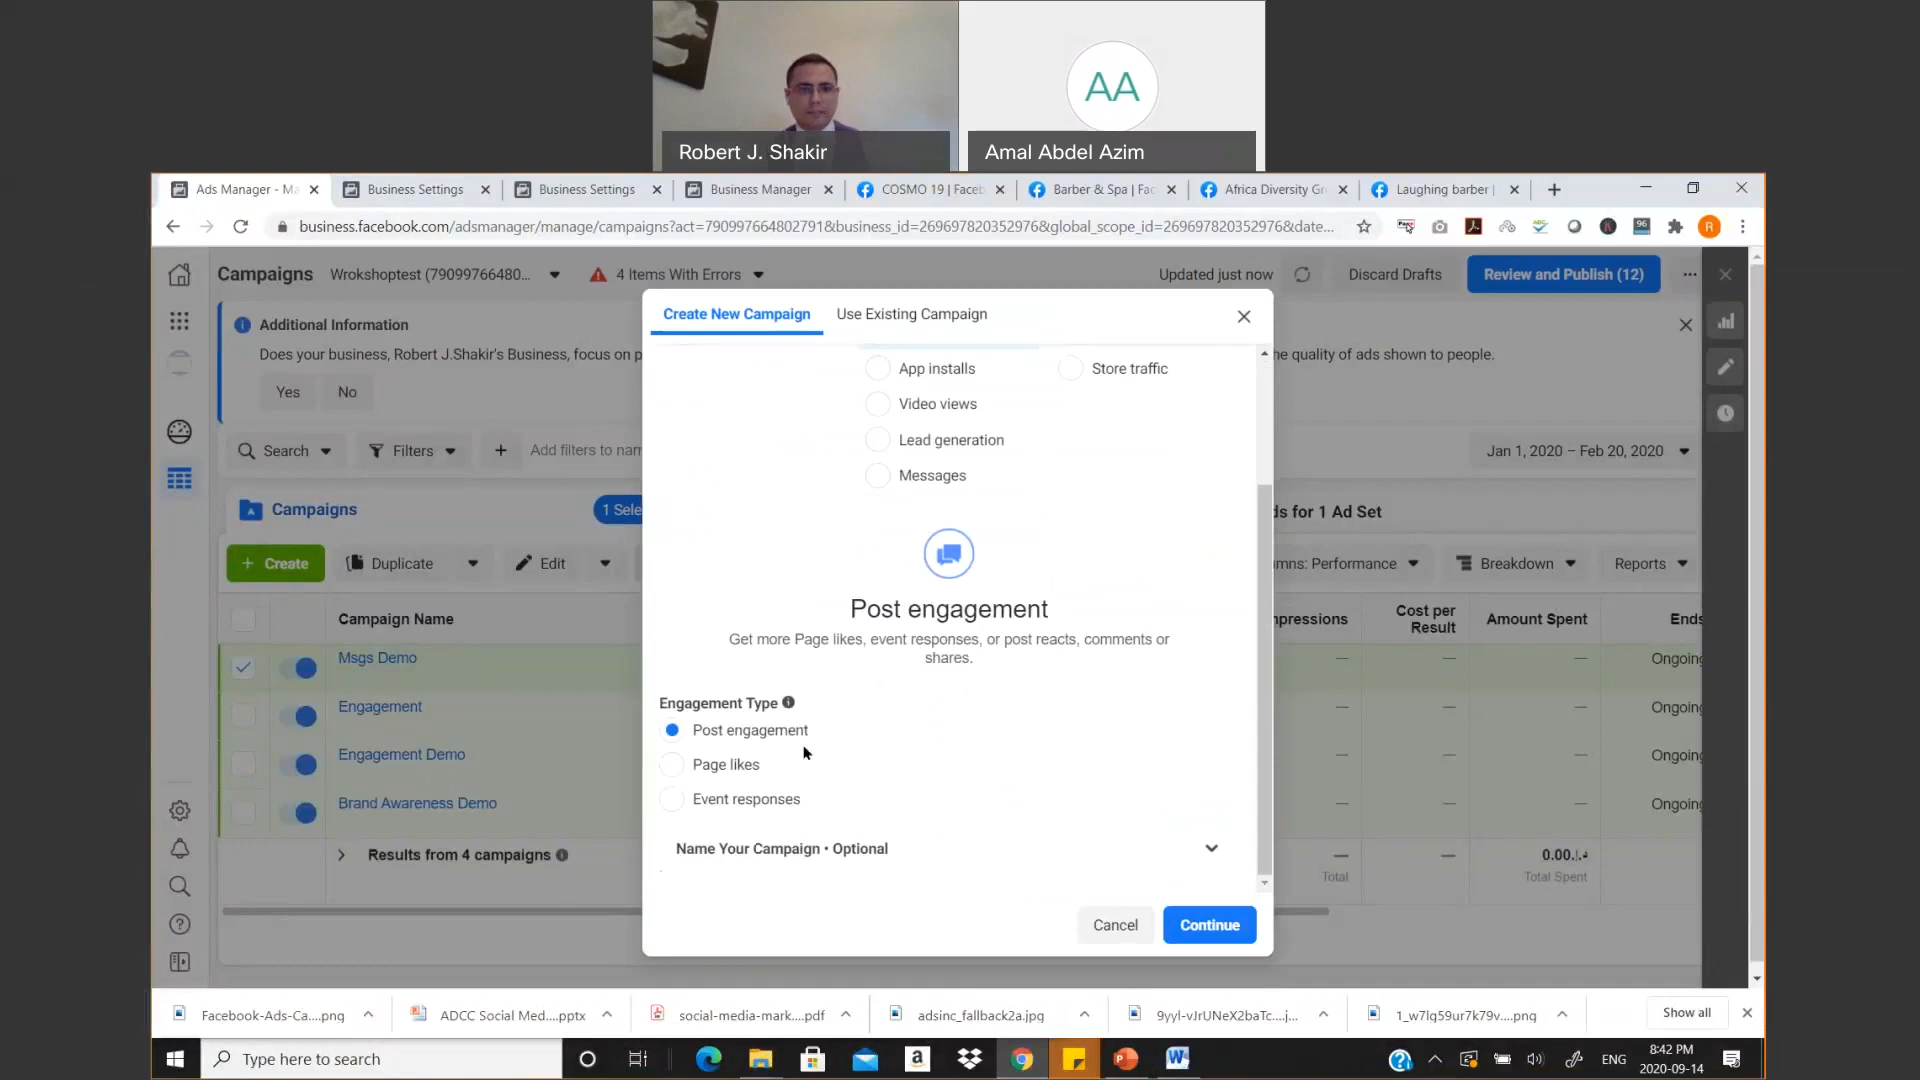 AA
Robert J. Shakir
Amal Abdel Azim
Ads Manager - Ma
Business Settings
Business Settings
Business Manager
COSMO 19 | Faceb
Barber & Spa | Fac
Africa Diversity Gr
Laughing barber |
business.facebook.com/adsmanager/manage/campaigns?act=790997664802791&business_id=269697820352976&global_scope_id=269697820352976&date...
96
R
Campaigns
Wrokshoptest (79099766480...
4 Items With Errors
Updated just now
Discard Drafts
Review and Publish (12)
Additional Information
Does your business, Robert J.Shakir's Business, focus on p
he quality of ads shown to people.
Yes
No
Search
Filters
Add filters to nar
Jan 1, 2020 – Feb 20, 2020
Campaigns
1 Sele
ds for 1 Ad Set
+ Create
Duplicate
Edit
mns: Performance
Breakdown
Reports
Campaign Name
npressions
Cost per
Result
Amount Spent
Ends
Msgs Demo
—
—
—
Ongoing
Engagement
—
—
—
Ongoing
Engagement Demo
—
—
—
Ongoing
Brand Awareness Demo
—
—
—
Ongoing
Results from 4 campaigns
—
Total
—
0.00د.إ.
Total Spent
Create New Campaign
Use Existing Campaign
App installs
Store traffic
Video views
Lead generation
Messages
Post engagement
Get more Page likes, event responses, or post reacts, comments or
shares.
Engagement Type
Post engagement
Page likes
Event responses
Name Your Campaign • Optional
Cancel
Continue
Facebook-Ads-Ca....png
ADCC Social Med....pptx
social-media-mark....pdf
adsinc_fallback2a.jpg
9yyl-vJrUNeX2baTc....j...
1_w7lg59ur7k79v....png
Show all
Type here to search
ENG
8:42 PM
2020-09-14